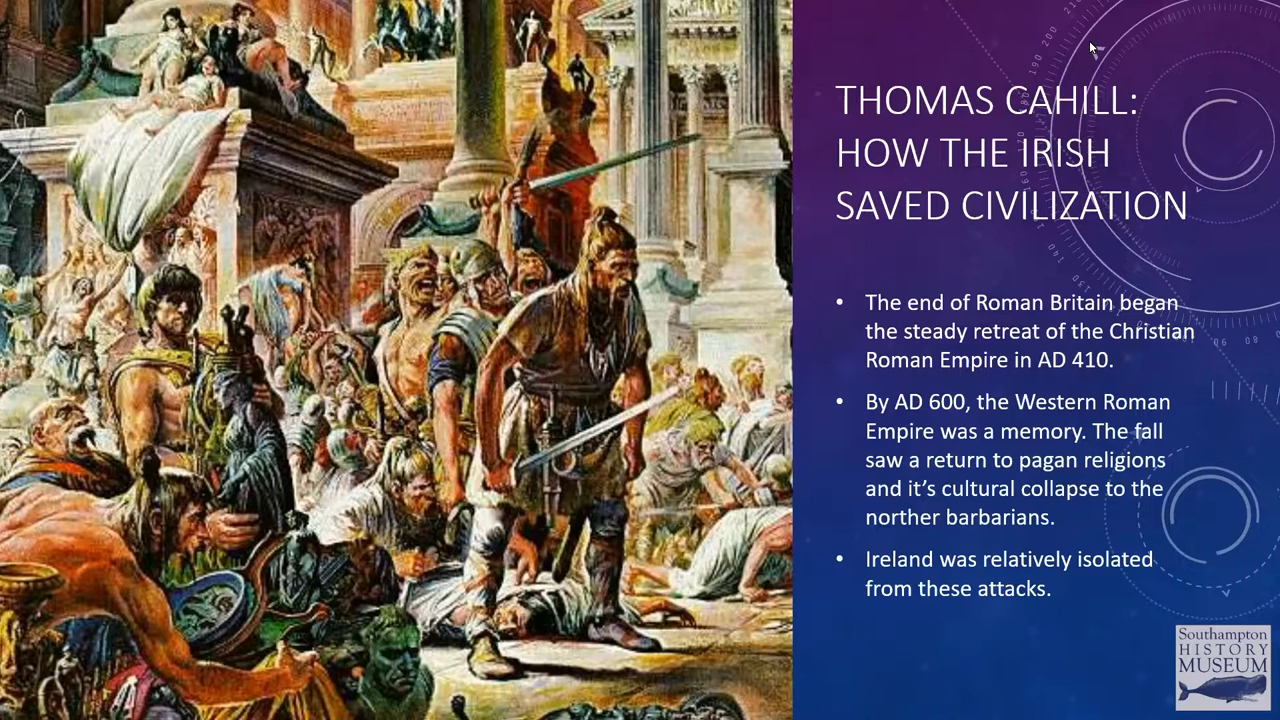 THOMAS CAHILL:
HOW THE IRISH
SAVED CIVILIZATION
• The end of Roman Britain began
the steady retreat of the Christian
Roman Empire in AD 410.
• By AD 600, the Western Roman
Empire was a memory. The fall
saw a return to pagan religions
and it’s cultural collapse to the
norther barbarians.
• Ireland was relatively isolated
from these attacks.
Southampton
HISTORY
MUSEUM